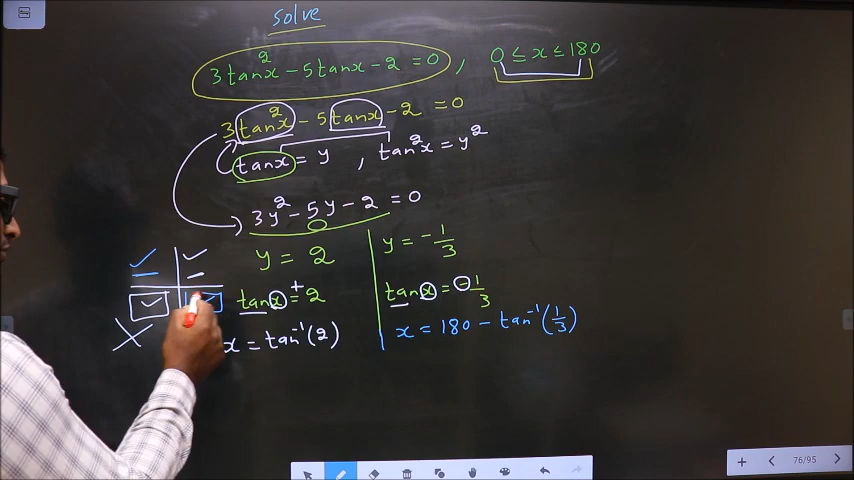 solve
3tan²x - 5tanx - 2 = 0 , 0 ≤ x ≤ 180
3tan²x - 5tanx - 2 = 0
tanx = y , tan²x = y²
3y² - 5y - 2 = 0
y = 2
tanx = + 2
x = tan⁻¹(2)
y = -1/3
tanx = -1/3
x = 180 - tan⁻¹(1/3)
76/95